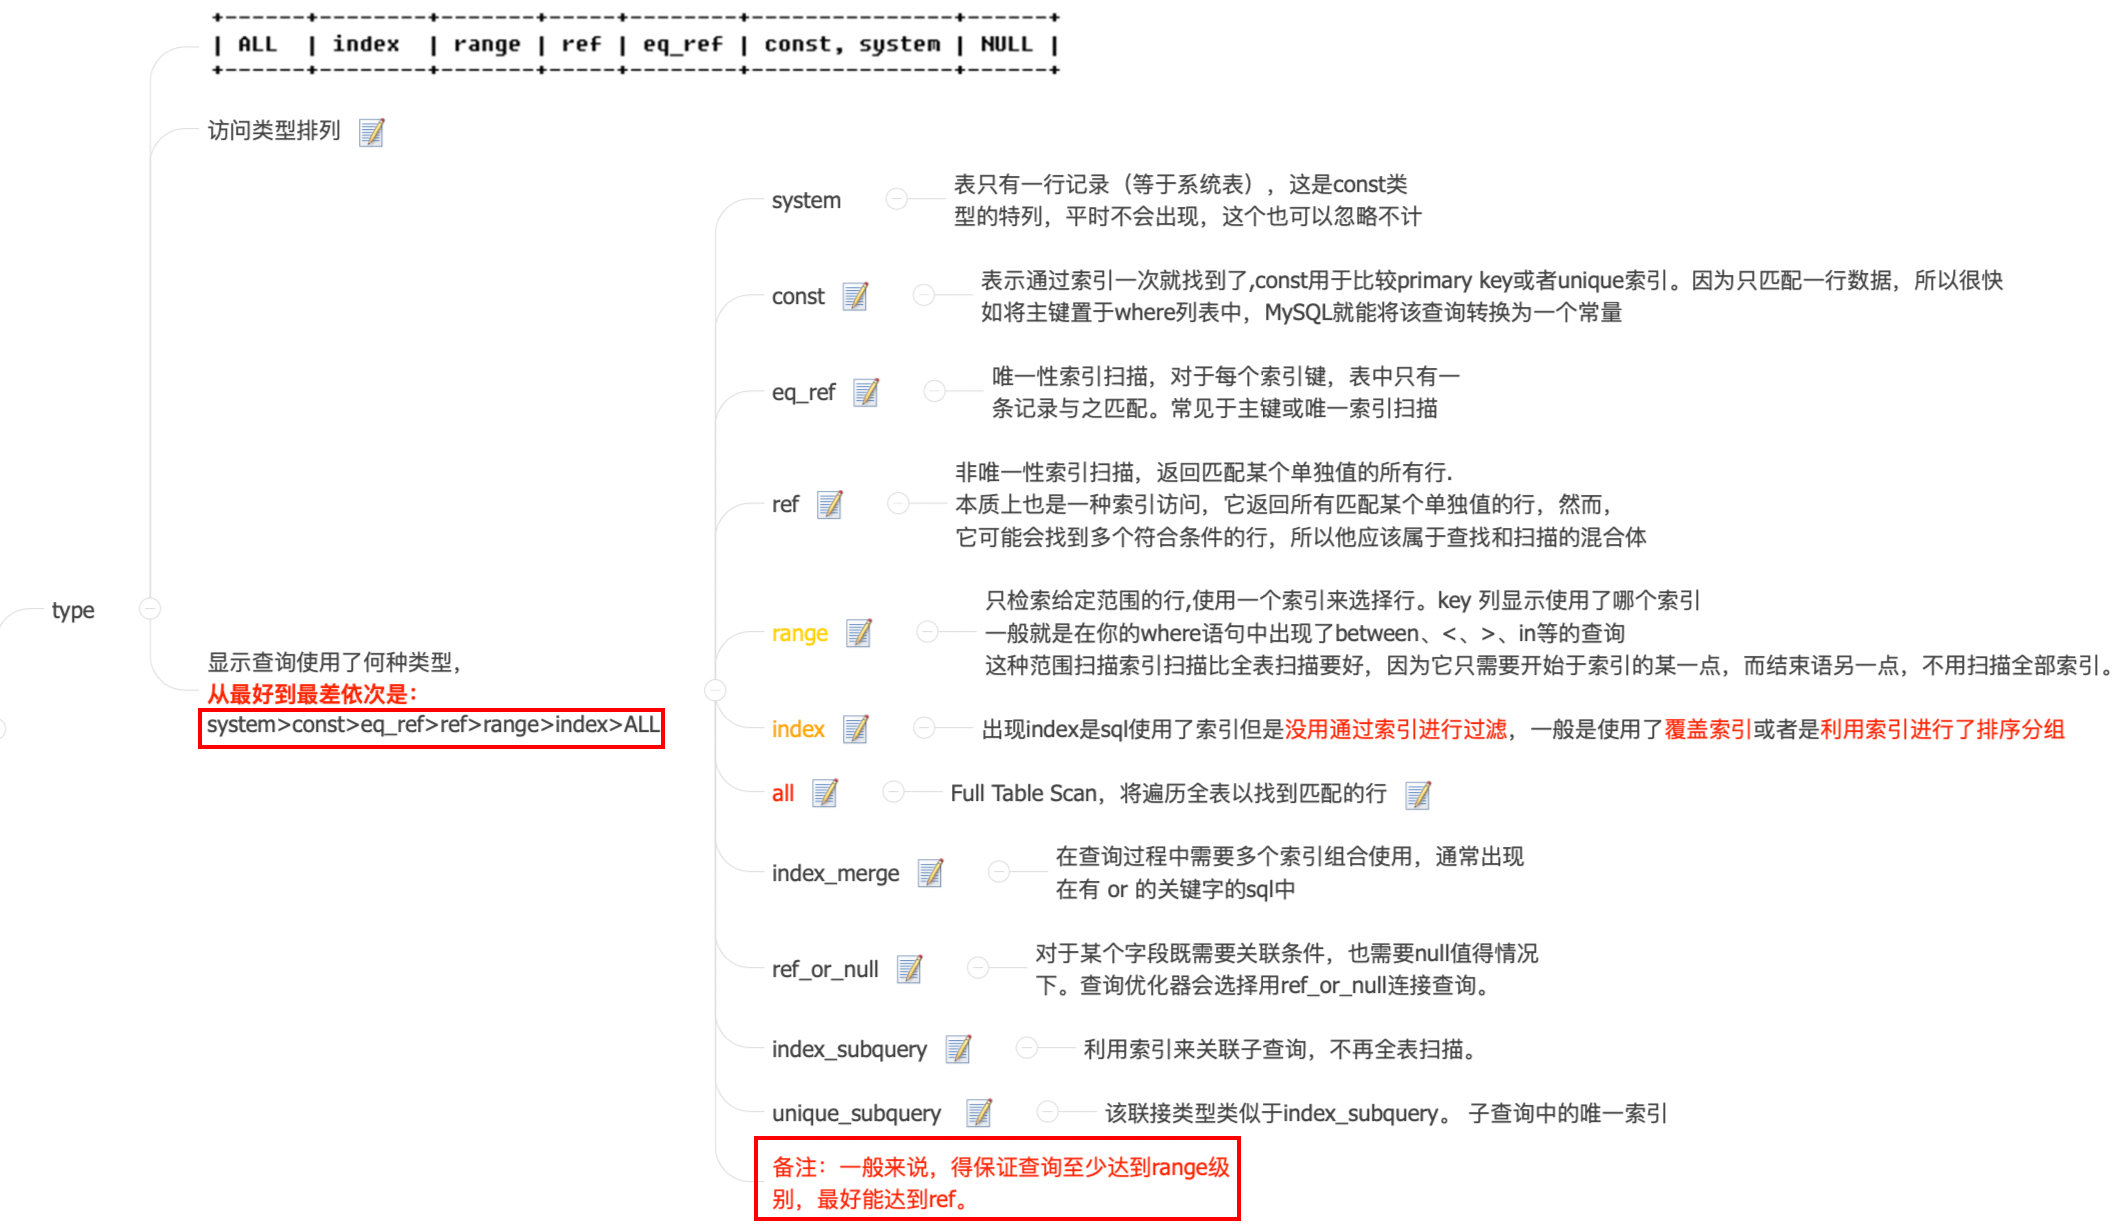 +------+--------+-------+-----+--------+---------------+------+
| ALL | index | range | ref | eq_ref | const, system | NULL |
+------+--------+-------+-----+--------+---------------+------+
访问类型排列
type
显示查询使用了何种类型，
从最好到最差依次是：
system>const>eq_ref>ref>range>index>ALL
system
表只有一行记录（等于系统表），这是const类
型的特列，平时不会出现，这个也可以忽略不计
const
表示通过索引一次就找到了,const用于比较primary key或者unique索引。因为只匹配一行数据，所以很快
如将主键置于where列表中，MySQL就能将该查询转换为一个常量
eq_ref
唯一性索引扫描，对于每个索引键，表中只有一
条记录与之匹配。常见于主键或唯一索引扫描
ref
非唯一性索引扫描，返回匹配某个单独值的所有行.
本质上也是一种索引访问，它返回所有匹配某个单独值的行，然而，
它可能会找到多个符合条件的行，所以他应该属于查找和扫描的混合体
range
只检索给定范围的行,使用一个索引来选择行。key 列显示使用了哪个索引
一般就是在你的where语句中出现了between、<、>、in等的查询
这种范围扫描索引扫描比全表扫描要好，因为它只需要开始于索引的某一点，而结束语另一点，不用扫描全部索引。
index
出现index是sql使用了索引但是没用通过索引进行过滤，一般是使用了覆盖索引或者是利用索引进行了排序分组
all
Full Table Scan，将遍历全表以找到匹配的行
index_merge
在查询过程中需要多个索引组合使用，通常出现
在有 or 的关键字的sql中
ref_or_null
对于某个字段既需要关联条件，也需要null值得情况
下。查询优化器会选择用ref_or_null连接查询。
index_subquery
利用索引来关联子查询，不再全表扫描。
unique_subquery
该联接类型类似于index_subquery。 子查询中的唯一索引
备注：一般来说，得保证查询至少达到range级
别，最好能达到ref。